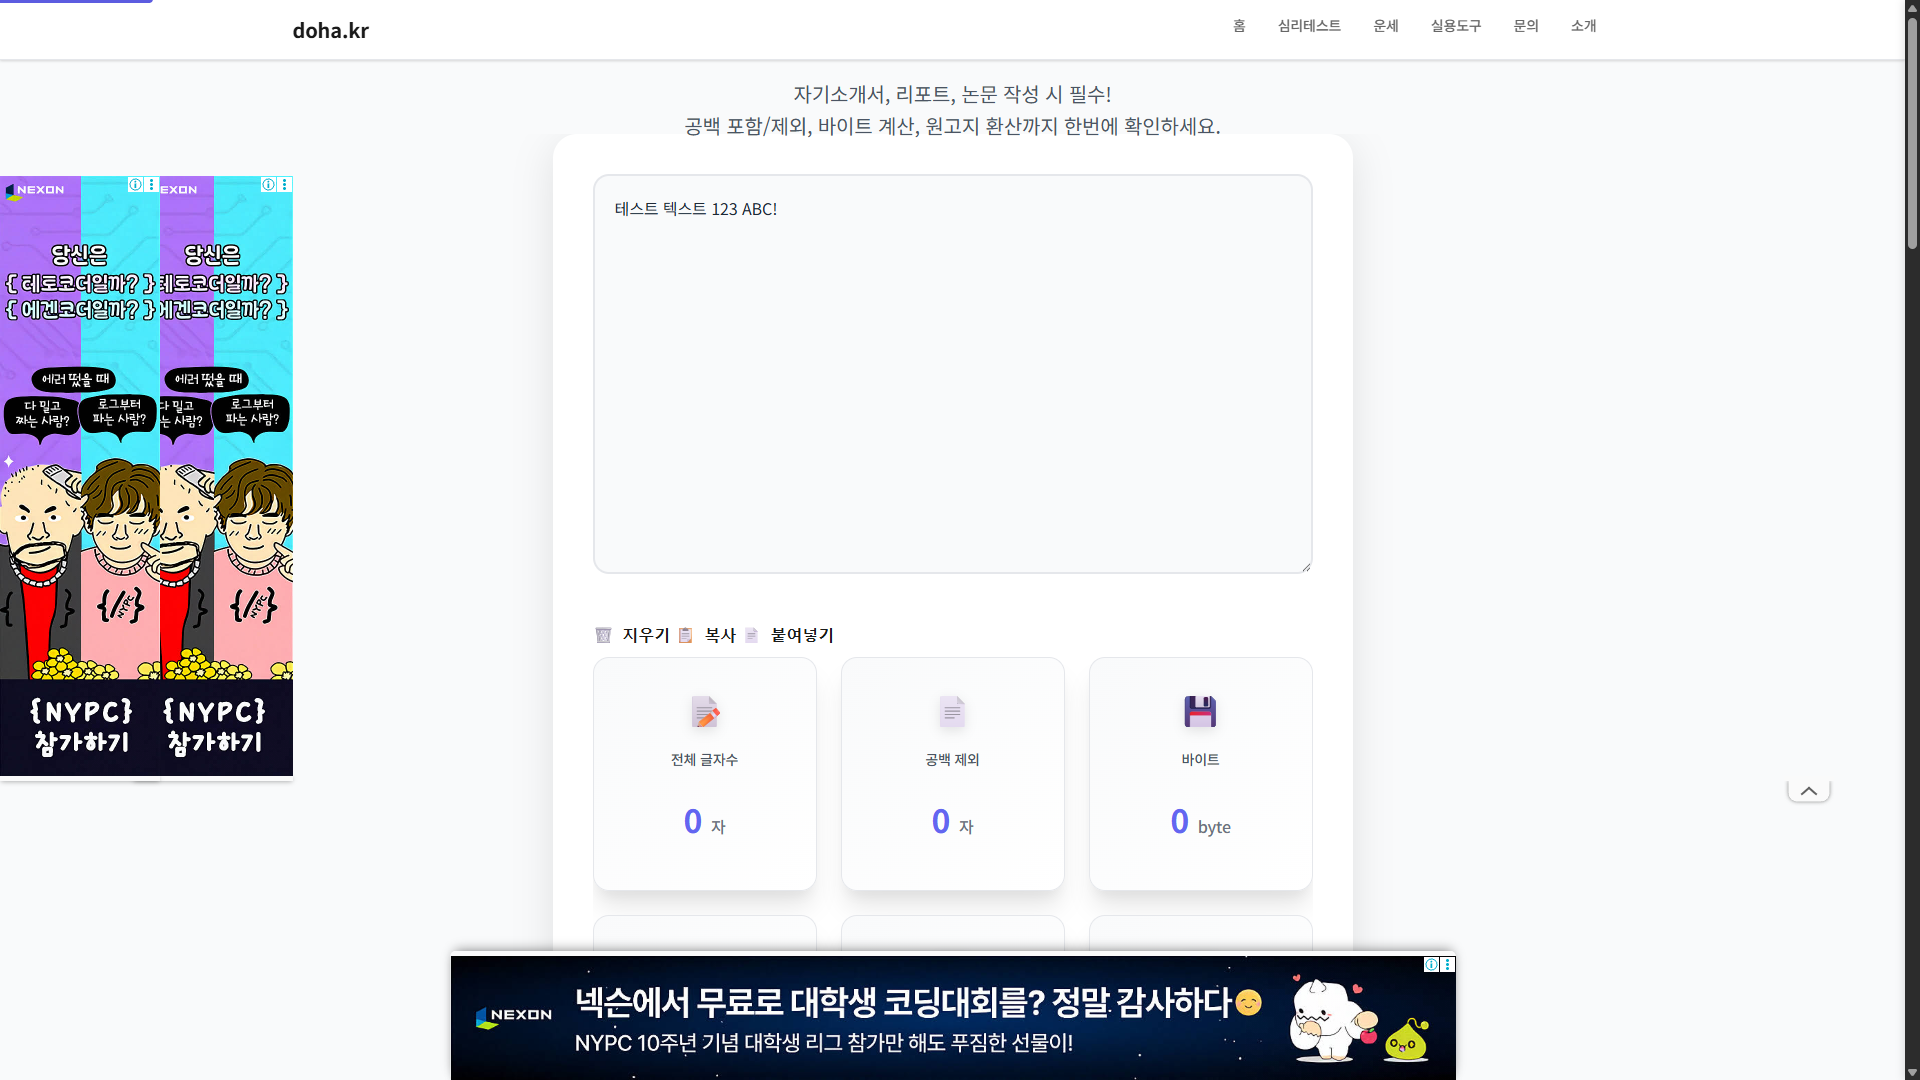 doha.kr
홈
심리테스트
운세
실용도구
문의
소개
자기소개서, 리포트, 논문 작성 시 필수!
공백 포함/제외, 바이트 계산, 원고지 환산까지 한번에 확인하세요.
테스트 텍스트 123 ABC!
NEXON
당신은
{ 테토코더일까? }
{ 에겐코더일까? }
에러 떴을 때
다 밀고
짜는 사람?
로그부터
파는 사람?
{/NYPC}
{NYPC}
참가하기
EXON
당신은
테토코더일까? }
에겐코더일까? }
에러 떴을 때
다 밀고
는 사람?
로그부터
파는 사람?
{/NYPC}
{NYPC}
참가하기
지우기
복사
붙여넣기
전체 글자수
0 자
공백 제외
0 자
바이트
0 byte
NEXON
넥슨에서 무료로 대학생 코딩대회를? 정말 감사하다😊
NYPC 10주년 기념 대학생 리그 참가만 해도 푸짐한 선물이!